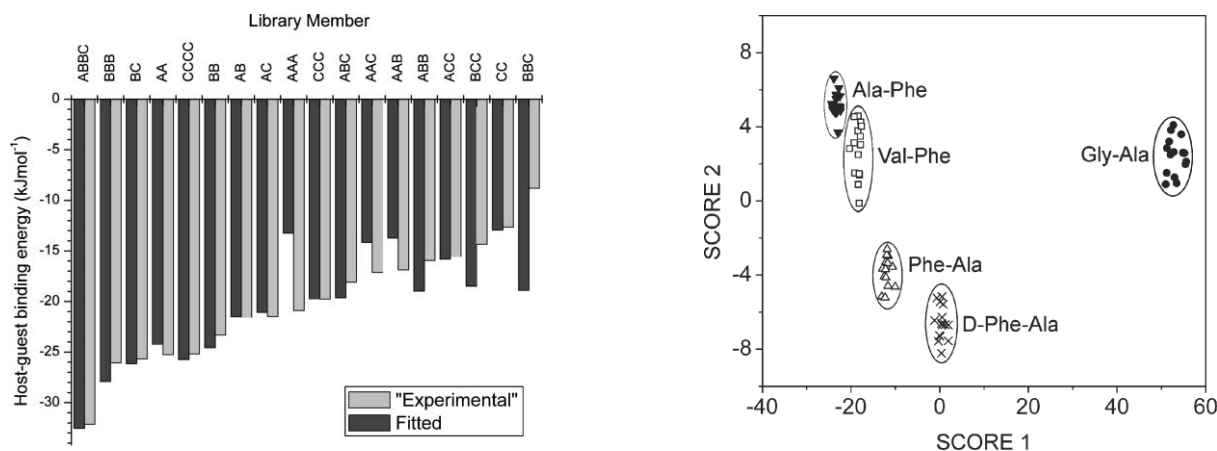 Library Member
ABBC
BBB
BC
AA
CCCC
BB
AB
AC
AAA
CCC
ABC
AAC
AAB
ABB
ACC
BCC
CC
BBC
Host-guest binding energy (kJmol-1)
0
-5
-10
-15
-20
-25
-30
"Experimental"
Fitted
SCORE 2
8
4
0
-4
-8
Ala-Phe
Val-Phe
Gly-Ala
Phe-Ala
D-Phe-Ala
-40
-20
0
20
40
60
SCORE 1